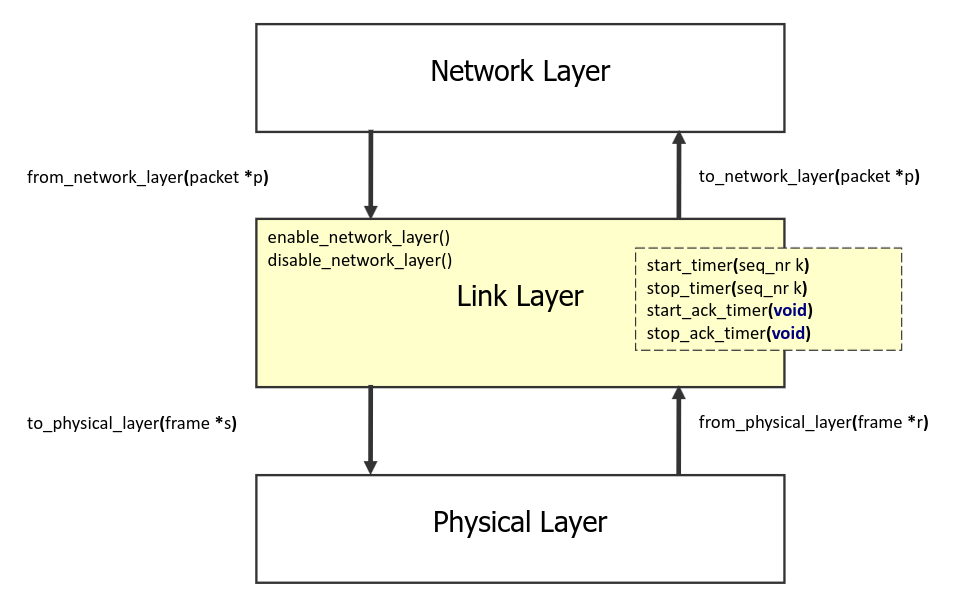 Network Layer
from_network_layer(packet *p)
to_network_layer(packet *p)
enable_network_layer()
disable_network_layer()
Link Layer
start_timer(seq_nr k)
stop_timer(seq_nr k)
start_ack_timer(void)
stop_ack_timer(void)
to_physical_layer(frame *s)
from_physical_layer(frame *r)
Physical Layer